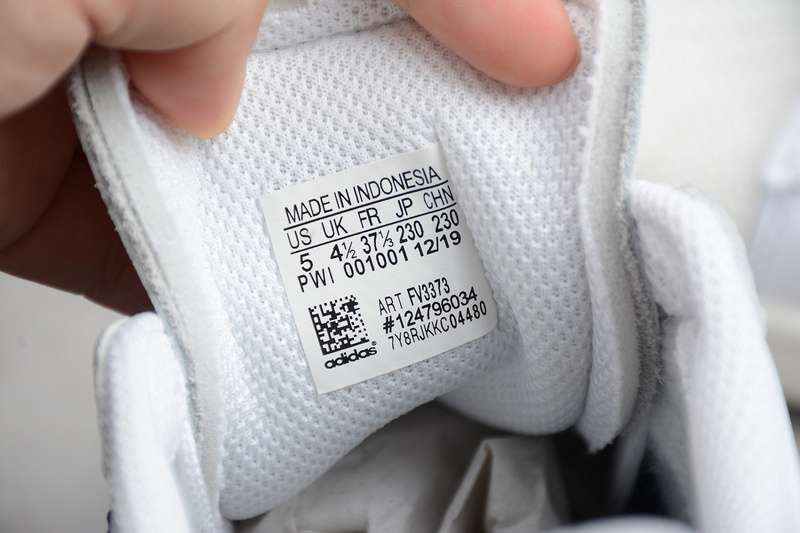 MADE IN INDONESIA
US UK FR JP CHN
5 4½ 37⅓ 230 230
PWI 001001 12/19
ART FV3373
#124796034
7Y8RJKKC04480
adidas®